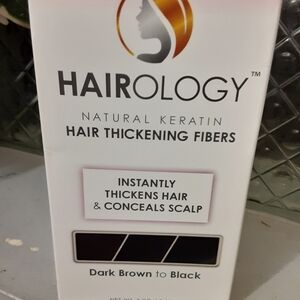 HAIROLOGY™
NATURAL KERATIN
HAIR THICKENING FIBERS
INSTANTLY
THICKENS HAIR
& CONCEALS SCALP
Dark Brown to Black